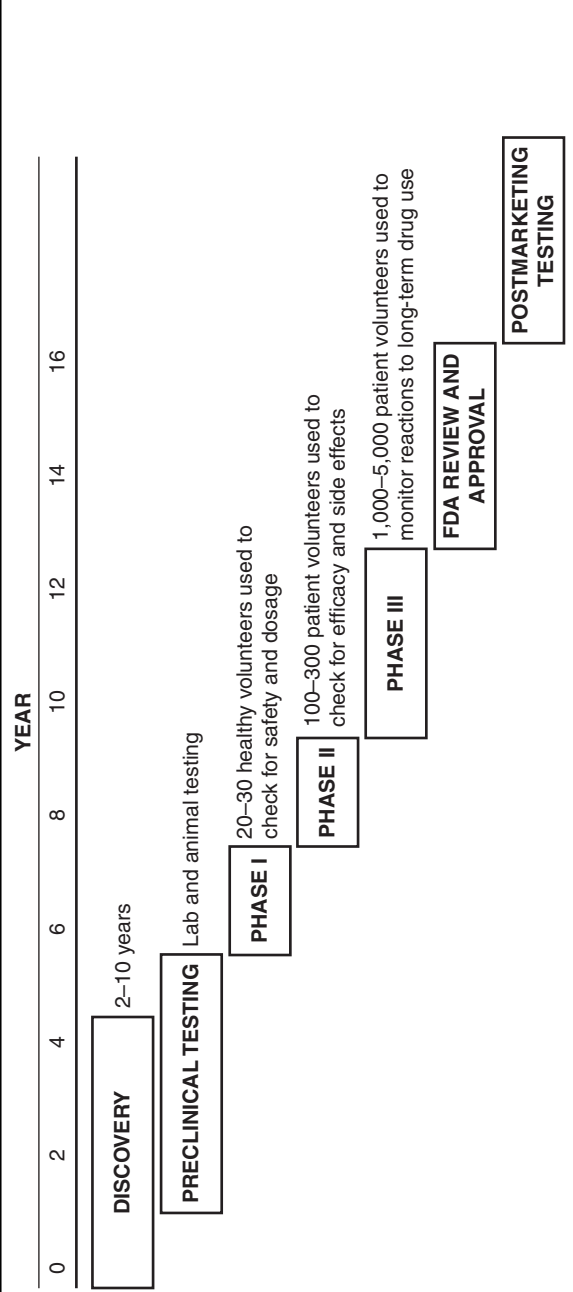 YEAR
0 2 4 6 8 10 12 14 16
DISCOVERY
2–10 years
PRECLINICAL TESTING
Lab and animal testing
PHASE I
20–30 healthy volunteers used to
check for safety and dosage
PHASE II
100–300 patient volunteers used to
check for efficacy and side effects
PHASE III
1,000–5,000 patient volunteers used to
monitor reactions to long-term drug use
FDA REVIEW AND
APPROVAL
POSTMARKETING
TESTING